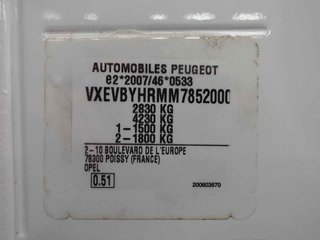 AUTOMOBILES PEUGEOT
e2*2007/46*0533
VXEVBYHRMM7852000
2830 KG
4230 KG
1-1500 KG
2-1800 KG
2-10 BOULEVARD DE L'EUROPE
78300 POISSY (FRANCE)
OPEL
0.51
200603670